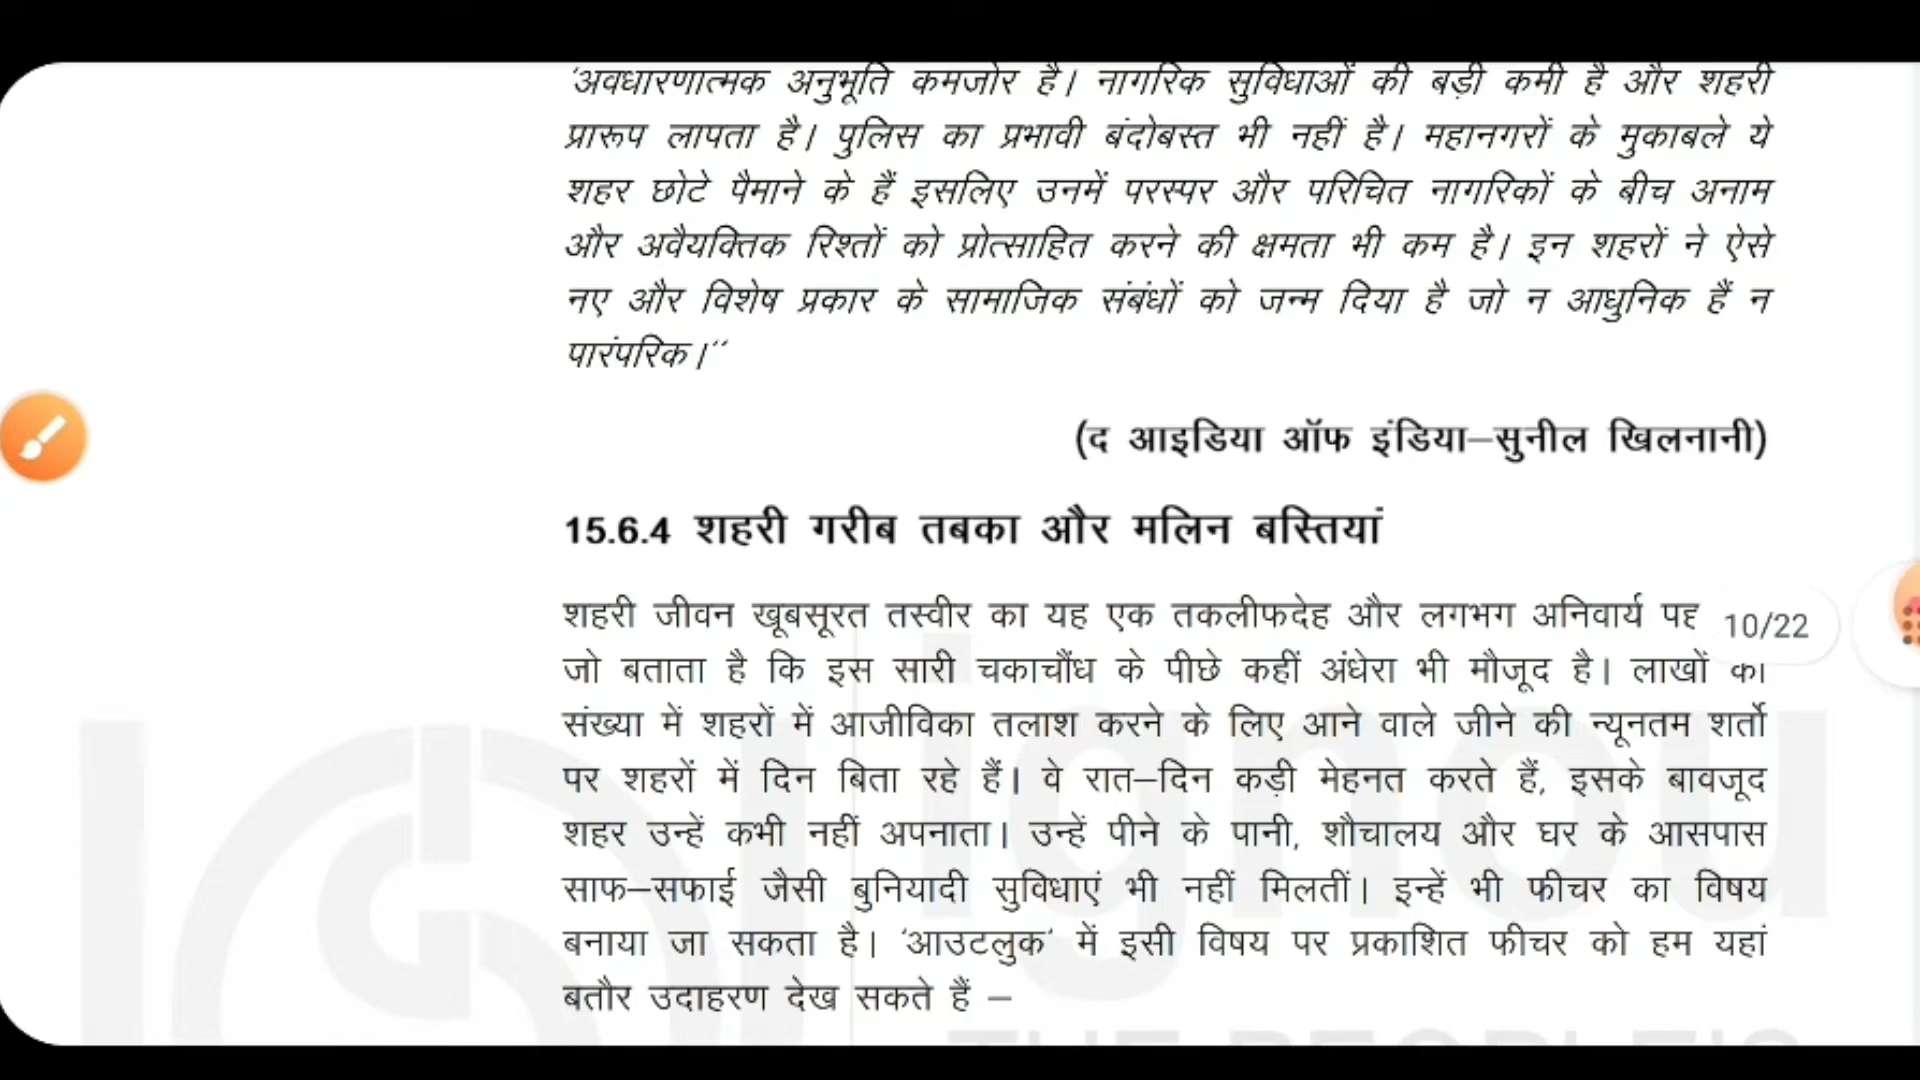 ‘अवधारणात्मक अनुभूति कमजोर है। नागरिक सुविधाओं की बड़ी कमी है और शहरी
प्रारूप लापता है। पुलिस का प्रभावी बंदोबस्त भी नहीं है। महानगरों के मुकाबले ये
शहर छोटे पैमाने के हैं इसलिए उनमें परस्पर और परिचित नागरिकों के बीच अनाम
और अवैयक्तिक रिश्तों को प्रोत्साहित करने की क्षमता भी कम है। इन शहरों ने ऐसे
नए और विशेष प्रकार के सामाजिक संबंधों को जन्म दिया है जो न आधुनिक हैं न
पारंपरिक।’’
(द आइडिया ऑफ इंडिया–सुनील खिलनानी)
15.6.4 शहरी गरीब तबका और मलिन बस्तियां
शहरी जीवन खूबसूरत तस्वीर का यह एक तकलीफदेह और लगभग अनिवार्य
10/22
जो बताता है कि इस सारी चकाचौंध के पीछे कहीं अंधेरा भी मौजूद है। लाखों की
संख्या में शहरों में आजीविका तलाश करने के लिए आने वाले जीने की न्यूनतम शर्तो
पर शहरों में दिन बिता रहे हैं। वे रात–दिन कड़ी मेहनत करते हैं, इसके बावजूद
शहर उन्हें कभी नहीं अपनाता। उन्हें पीने के पानी, शौचालय और घर के आसपास
साफ–सफाई जैसी बुनियादी सुविधाएं भी नहीं मिलतीं। इन्हें भी फीचर का विषय
बनाया जा सकता है। ‘आउटलुक’ में इसी विषय पर प्रकाशित फीचर को हम यहां
बतौर उदाहरण देख सकते हैं –
ignou
THE PEOPLE'S